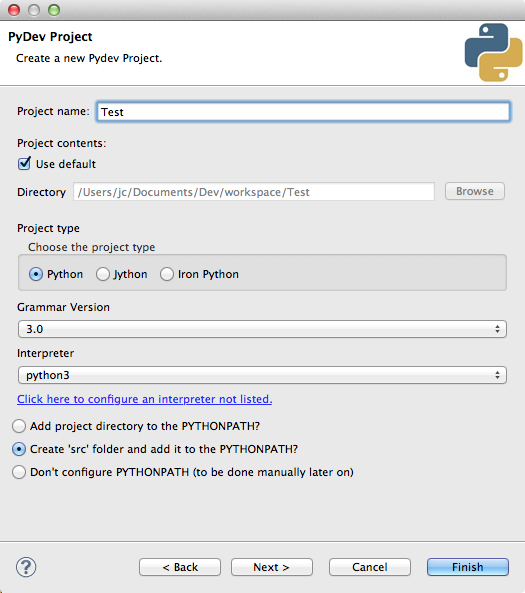 PyDev Project
Create a new Pydev Project.
Project name: Test
Project contents:
Use default
Directory /Users/jc/Documents/Dev/workspace/Test Browse
Project type
Choose the project type
Python Jython Iron Python
Grammar Version
3.0
Interpreter
python3
Click here to configure an interpreter not listed.
Add project directory to the PYTHONPATH?
Create 'src' folder and add it to the PYTHONPATH?
Don't configure PYTHONPATH (to be done manually later on)
? < Back Next > Cancel Finish